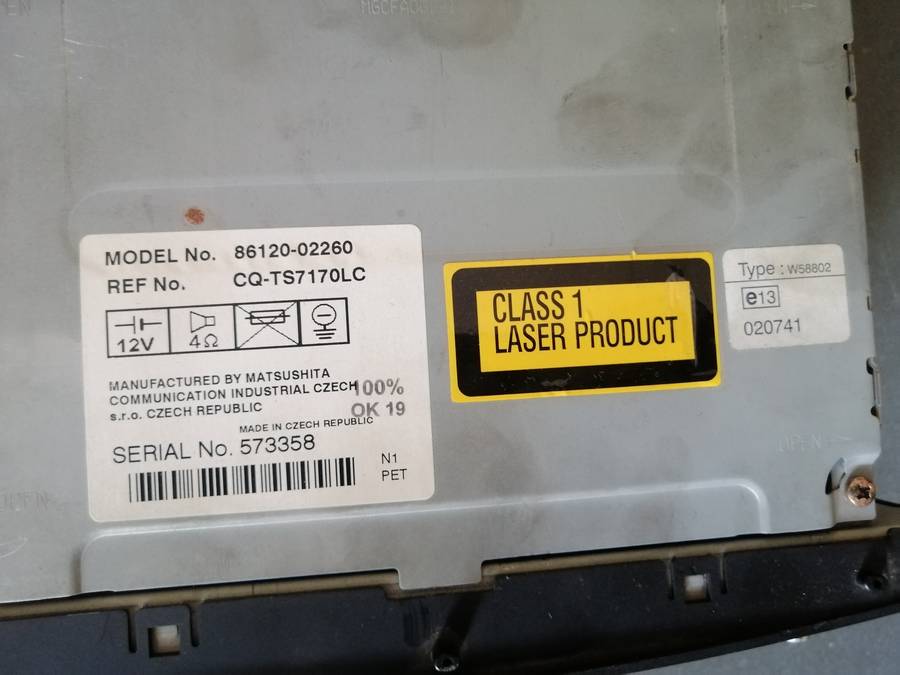 MODEL No. 86120-02260
REF No. CQ-TS7170LC
12V
4Ω
MANUFACTURED BY MATSUSHITA
COMMUNICATION INDUSTRIAL CZECH
s.r.o. CZECH REPUBLIC
100%
OK 19
MADE IN CZECH REPUBLIC
SERIAL No. 573358
N1
PET
CLASS 1
LASER PRODUCT
Type : W58802
e13
020741
OPEN